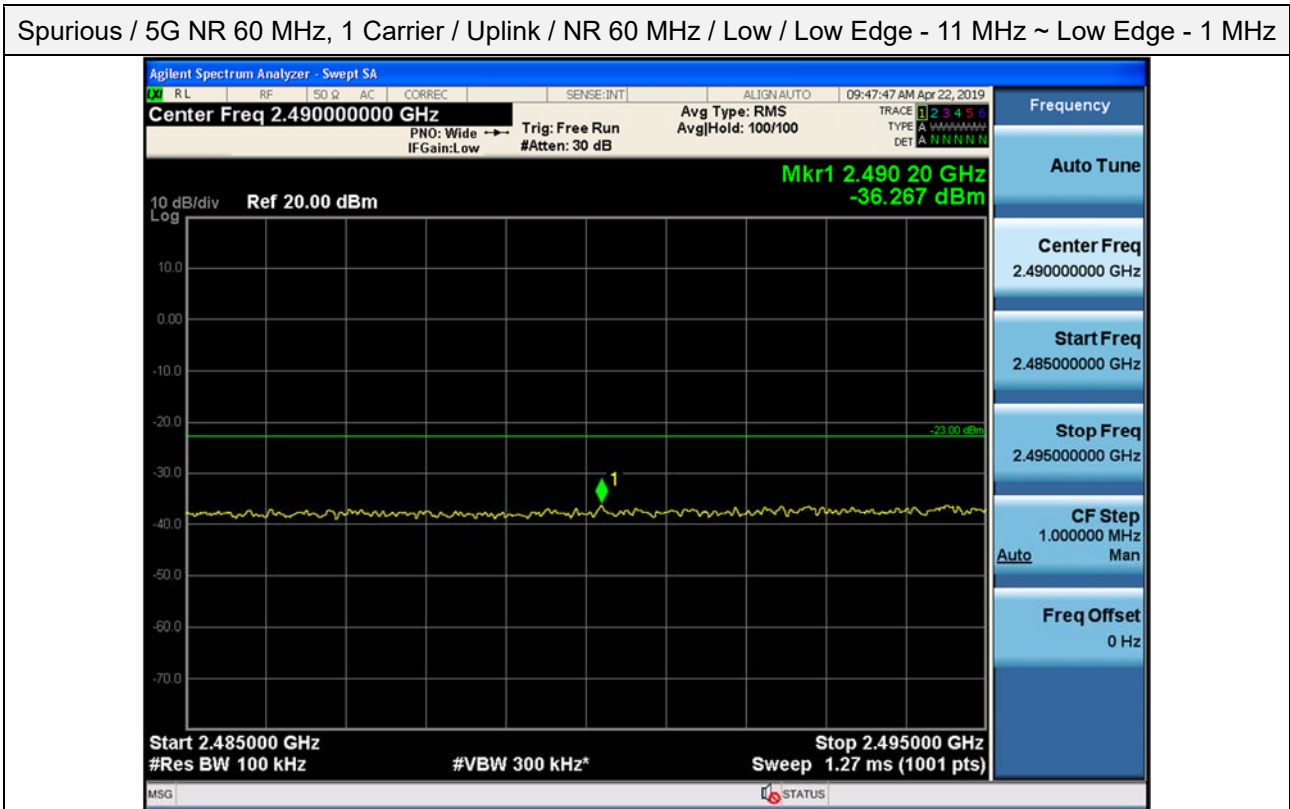 Spurious / 5G NR 60 MHz, 1 Carrier / Uplink / NR 60 MHz / Low / Low Edge - 11 MHz ~ Low Edge - 1 MHz
Agilent Spectrum Analyzer - Swept SA
LXI RL RF 50 Ω AC CORREC SENSE:INT ALIGN AUTO 09:47:47 AM Apr 22, 2019
Center Freq 2.490000000 GHz
PNO: Wide
IFGain:Low
Trig: Free Run
#Atten: 30 dB
Avg Type: RMS
Avg|Hold: 100/100
TRACE 1 2 3 4 5 6
TYPE A WWWWW
DET A N N N N N
Mkr1 2.490 20 GHz
-36.267 dBm
10 dB/div Ref 20.00 dBm
Log
10.0
0.00
-10.0
-20.0
-23.00 dBm
-30.0
1
-40.0
-50.0
-60.0
-70.0
Start 2.485000 GHz Stop 2.495000 GHz
#Res BW 100 kHz #VBW 300 kHz* Sweep 1.27 ms (1001 pts)
MSG STATUS
Frequency
Auto Tune
Center Freq
2.490000000 GHz
Start Freq
2.485000000 GHz
Stop Freq
2.495000000 GHz
CF Step
1.000000 MHz
Auto Man
Freq Offset
0 Hz